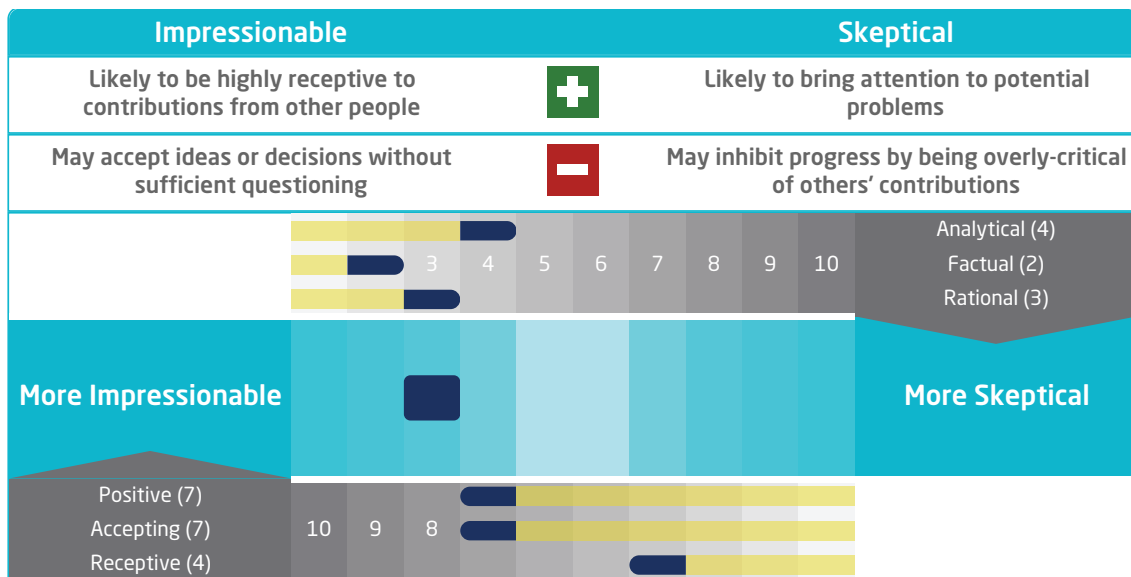 Impressionable
Skeptical
Likely to be highly receptive to
contributions from other people
Likely to bring attention to potential
problems
May accept ideas or decisions without
sufficient questioning
May inhibit progress by being overly-critical
of others’ contributions
Analytical (4)
3 4 5 6 7 8 9 10 Factual (2)
Rational (3)
More Impressionable
More Skeptical
Positive (7)
Accepting (7) 10 9 8
Receptive (4)